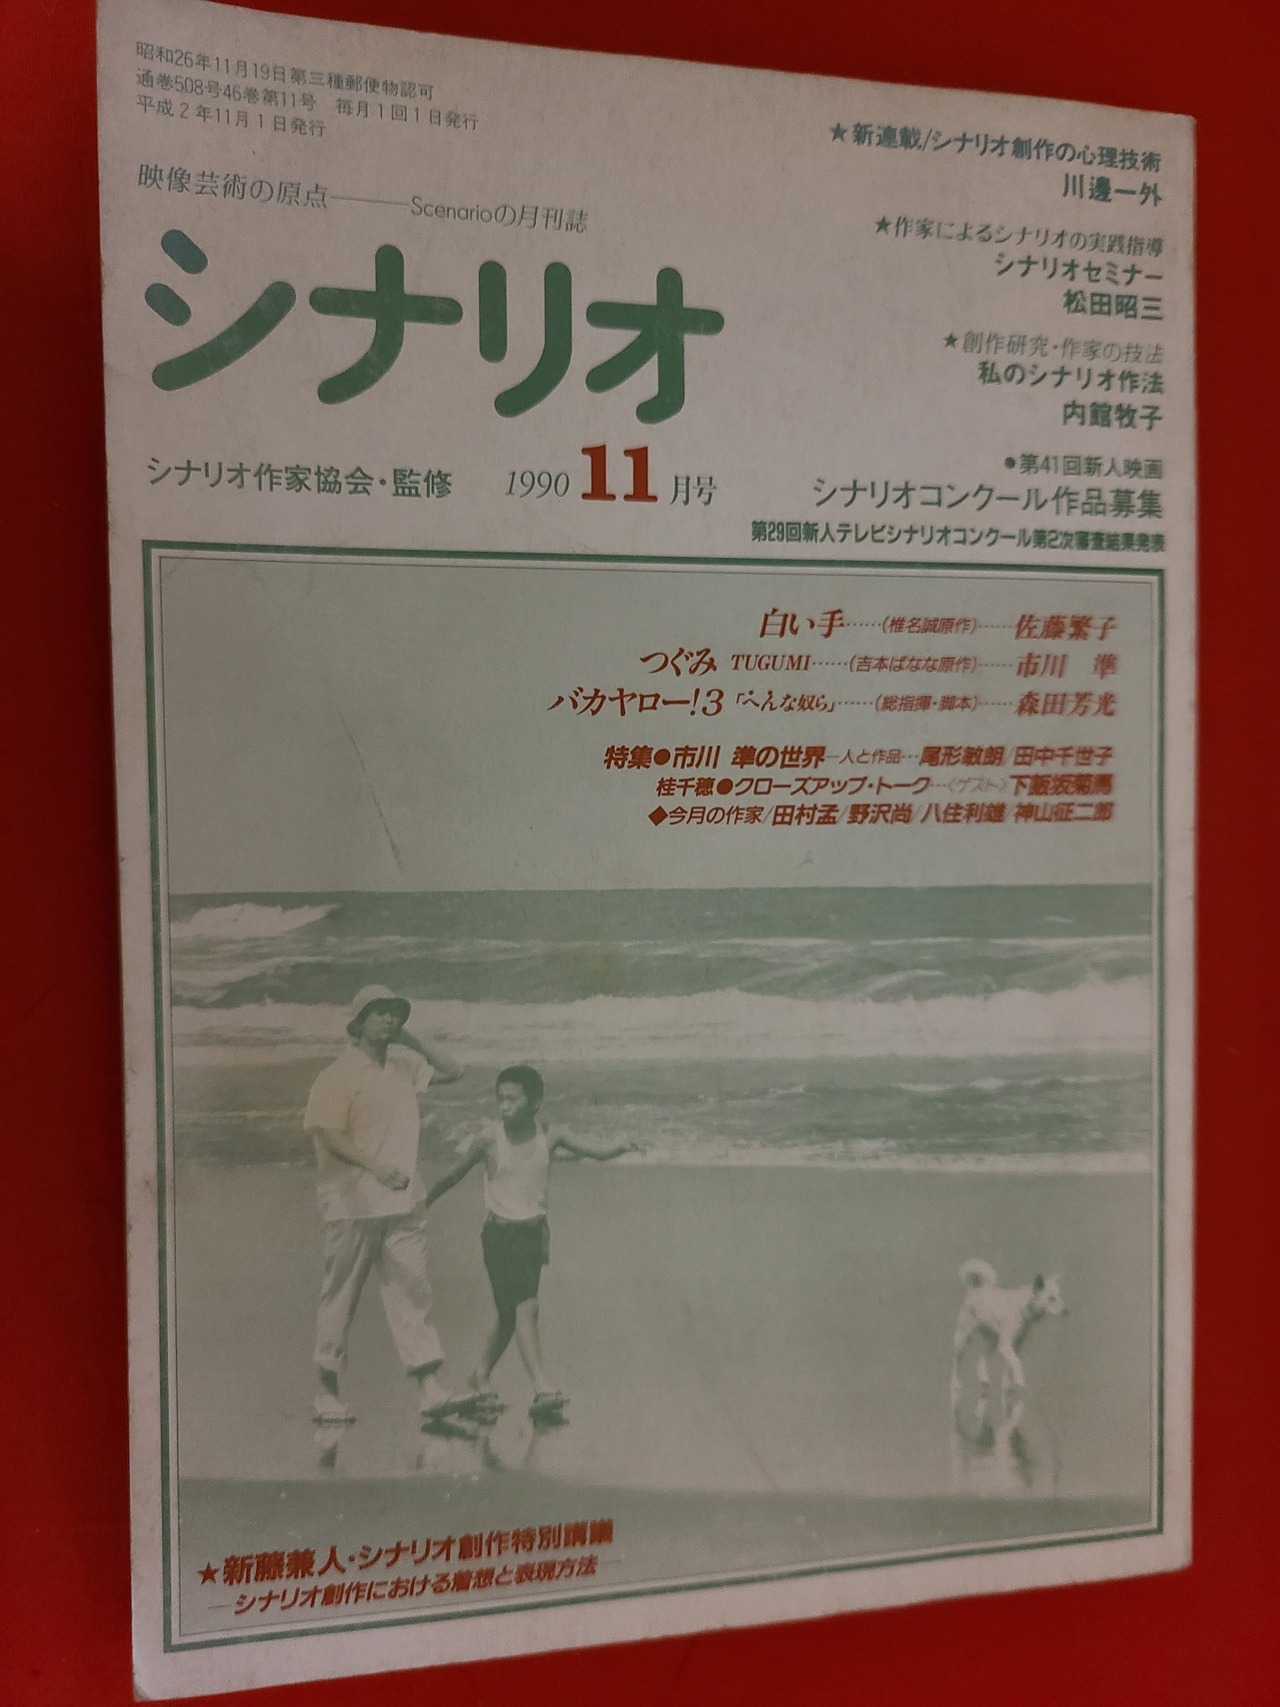 昭和26年11月19日第三種郵便物認可
通巻508号46巻第11号 毎月1回1日発行
平成2年11月1日発行
映像芸術の原点――Scenarioの月刊誌
シナリオ
シナリオ作家協会・監修 1990 11月号
★新連載/シナリオ創作の心理技術
川邊一外
★作家によるシナリオの実践指導
シナリオセミナー
松田昭三
★創作研究・作家の技法
私のシナリオ作法
内館牧子
●第41回新人映画
シナリオコンクール作品募集
第29回新人テレビシナリオコンクール第2次審査結果発表
白い手……(椎名誠原作)……佐藤繁子
つぐみ TUGUMI……(吉本ばなな原作)……市川 準
バカヤロー!3「へんな奴ら」……(総指揮・脚本)……森田芳光
特集●市川 準の世界―人と作品…尾形敏朗/田中千世子
桂千穂●クローズアップ・トーク…〈ゲスト〉下飯坂菊馬
◆今月の作家/田村孟/野沢尚/八住利雄/神山征二郎
★新藤兼人・シナリオ創作特別講義
―シナリオ創作における着想と表現方法―